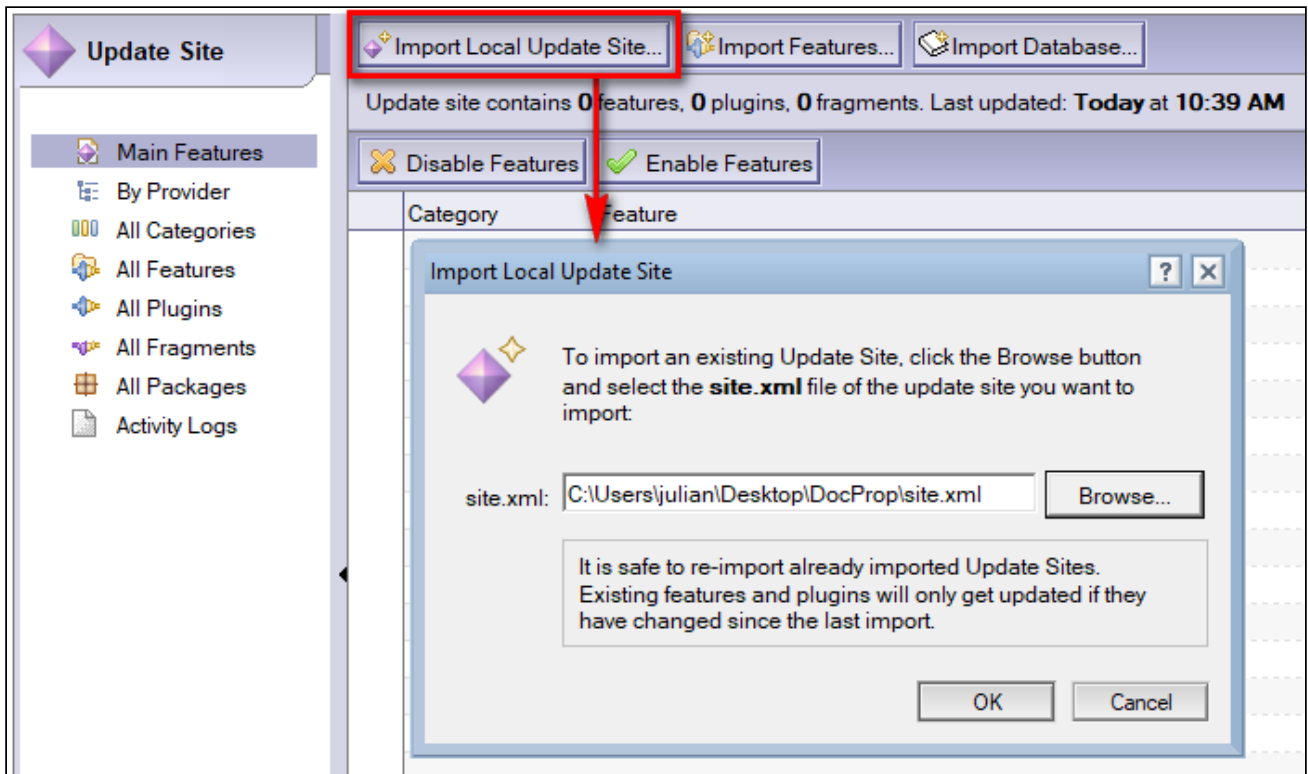 Update Site
Import Local Update Site...
Import Features...
Import Database...
Update site contains 0 features, 0 plugins, 0 fragments. Last updated: Today at 10:39 AM
Main Features
By Provider
All Categories
All Features
All Plugins
All Fragments
All Packages
Activity Logs
Disable Features
Enable Features
Category
Feature
Import Local Update Site
To import an existing Update Site, click the Browse button
and select the site.xml file of the update site you want to
import:
site.xml:
C:\Users\julian\Desktop\DocProp\site.xml
Browse...
It is safe to re-import already imported Update Sites.
Existing features and plugins will only get updated if they
have changed since the last import.
OK
Cancel